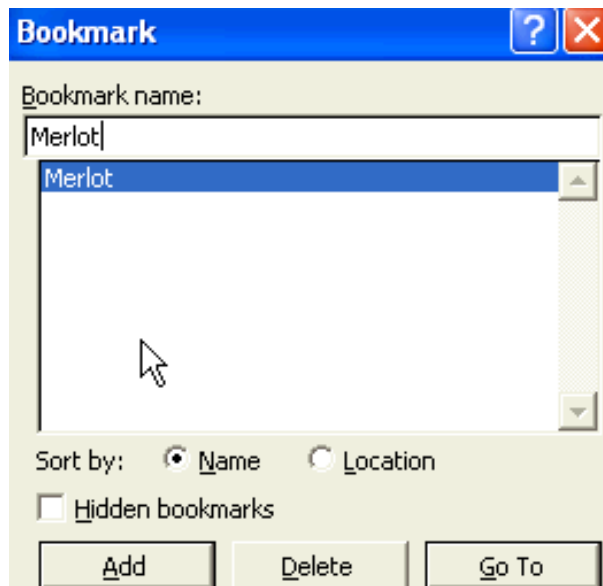 Bookmark ?
Bookmark name:
Merlot
Merlot
Sort by: Name Location
Hidden bookmarks
Add Delete Go To